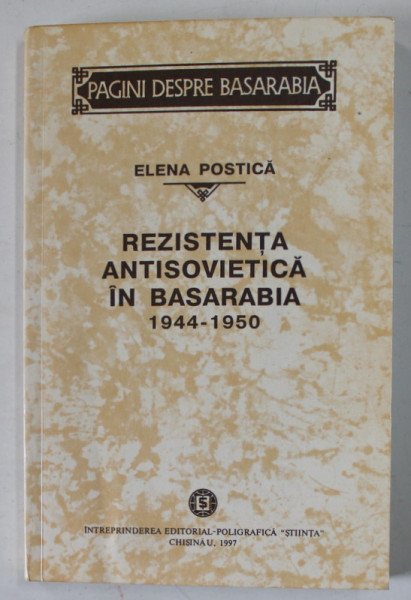 PAGINI DESPRE BASARABIA
ELENA POSTICĂ
REZISTENȚA
ANTISOVIETICĂ
ÎN BASARABIA
1944-1950
Ș
ÎNTREPRINDEREA EDITORIAL-POLIGRAFICĂ "ȘTIINȚA"
CHIȘINĂU, 1997